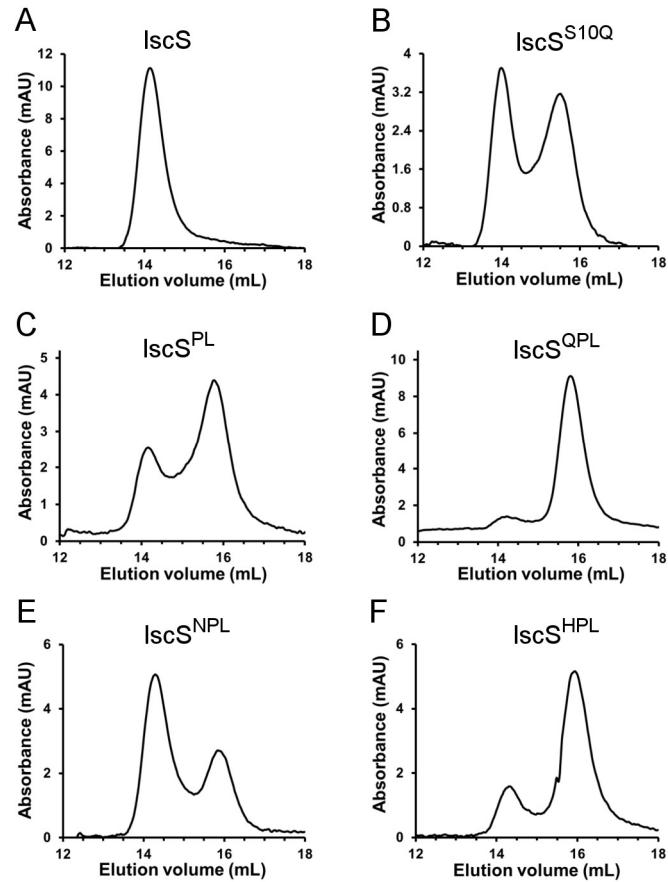 A
IscS
Absorbance (mAU)
12
10
8
6
4
2
0
12 14 16 18
Elution volume (mL)
B
IscS^S10Q
Absorbance (mAU)
4
3.2
2.4
1.6
0.8
0
12 14 16 18
Elution volume (mL)
C
IscS^PL
Absorbance (mAU)
5
4
3
2
1
0
12 14 16 18
Elution volume (mL)
D
IscS^QPL
Absorbance (mAU)
10
8
6
4
2
0
12 14 16 18
Elution volume (mL)
E
IscS^NPL
Absorbance (mAU)
6
4
2
0
12 14 16 18
Elution volume (mL)
F
IscS^HPL
Absorbance (mAU)
6
4
2
0
12 14 16 18
Elution volume (mL)